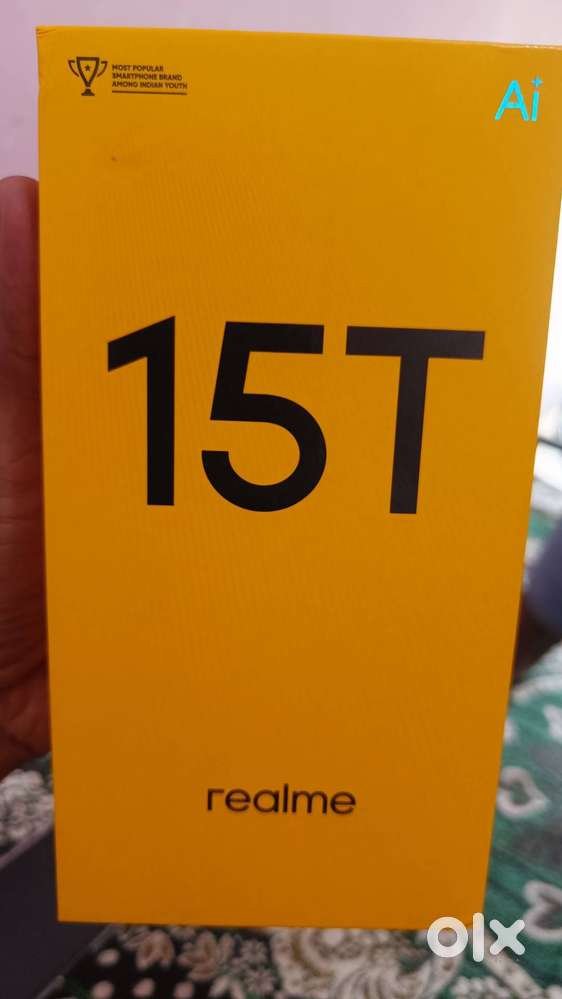 MOST POPULAR
SMARTPHONE BRAND
AMONG INDIAN YOUTH
Ai+
15T
realme
olx